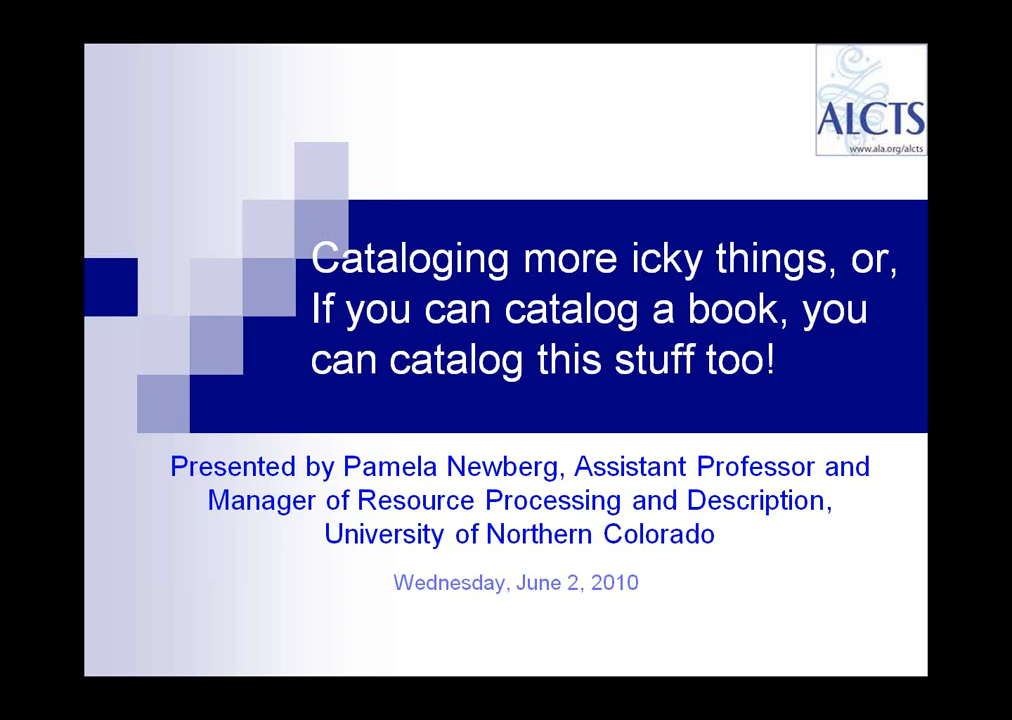 ALCTS
www.ala.org/alcts
Cataloging more icky things, or,
If you can catalog a book, you
can catalog this stuff too!
Presented by Pamela Newberg, Assistant Professor and
Manager of Resource Processing and Description,
University of Northern Colorado
Wednesday, June 2, 2010